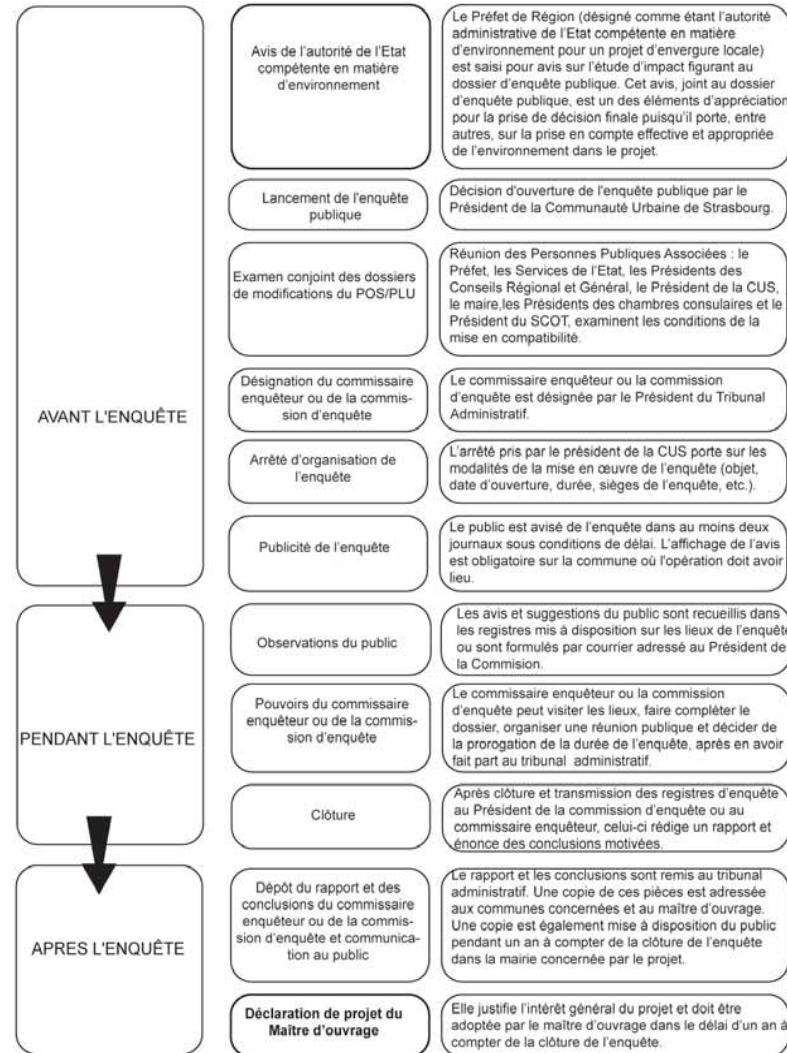 AVANT L'ENQUÊTE
Avis de l'autorité de l'Etat
compétente en matière
d'environnement
Le Préfet de Région (désigné comme étant l'autorité
administrative de l'Etat compétente en matière
d'environnement pour un projet d'envergure locale)
est saisi pour avis sur l'étude d'impact figurant au
dossier d'enquête publique. Cet avis, joint au dossier
d'enquête publique, est un des éléments d'appréciation
pour la prise de décision finale puisqu'il porte, entre
autres, sur la prise en compte effective et appropriée
de l'environnement dans le projet.
Lancement de l'enquête
publique
Décision d'ouverture de l'enquête publique par le
Président de la Communauté Urbaine de Strasbourg.
Examen conjoint des dossiers
de modifications du POS/PLU
Réunion des Personnes Publiques Associées : le
Préfet, les Services de l'Etat, les Présidents des
Conseils Régional et Général, le Président de la CUS,
le maire,les Présidents des chambres consulaires et le
Président du SCOT, examinent les conditions de la
mise en compatibilité.
Désignation du commissaire
enquêteur ou de la commis-
sion d'enquête
Le commissaire enquêteur ou la commission
d'enquête est désignée par le Président du Tribunal
Administratif.
Arrêté d'organisation de
l'enquête
L'arrêté pris par le président de la CUS porte sur les
modalités de la mise en œuvre de l'enquête (objet,
date d'ouverture, durée, sièges de l'enquête, etc.).
Publicité de l'enquête
Le public est avisé de l'enquête dans au moins deux
journaux sous conditions de délai. L'affichage de l'avis
est obligatoire sur la commune où l'opération doit avoir
lieu.
PENDANT L'ENQUÊTE
Observations du public
Les avis et suggestions du public sont recueillis dans
les registres mis à disposition sur les lieux de l'enquête
ou sont formulés par courrier adressé au Président de
la Commision.
Pouvoirs du commissaire
enquêteur ou de la commis-
sion d'enquête
Le commissaire enquêteur ou la commission
d'enquête peut visiter les lieux, faire complèter le
dossier, organiser une réunion publique et décider de
la prorogation de la durée de l'enquête, après en avoir
fait part au tribunal administratif.
Clôture
Après clôture et transmission des registres d'enquête
au Président de la commission d'enquête ou au
commissaire enquêteur, celui-ci rédige un rapport et
énonce des conclusions motivées.
APRES L'ENQUÊTE
Dépôt du rapport et des
conclusions du commissaire
enquêteur ou de la commis-
sion d'enquête et communica-
tion au public
Le rapport et les conclusions sont remis au tribunal
administratif. Une copie de ces pièces est adressée
aux communes concernées et au maître d'ouvrage.
Une copie est également mise à disposition du public
pendant un an à compter de la clôture de l'enquête
dans la mairie concernée par le projet.
Déclaration de projet du
Maître d'ouvrage
Elle justifie l'intérêt général du projet et doit être
adoptée par le maître d'ouvrage dans le délai d'un an à
compter de la clôture de l'enquête.